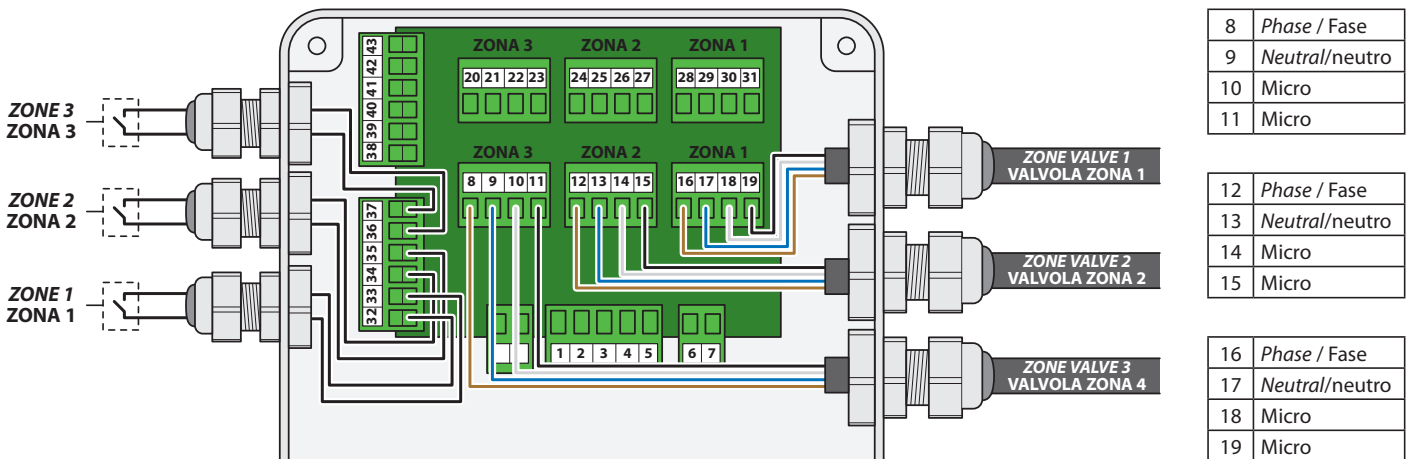 ZONE 3
ZONA 3
ZONE 2
ZONA 2
ZONE 1
ZONA 1
43
42
41
40
39
38
37
36
35
34
33
32
ZONA 3 ZONA 2 ZONA 1
20 21 22 23 24 25 26 27 28 29 30 31
ZONA 3 ZONA 2 ZONA 1
8 9 10 11 12 13 14 15 16 17 18 19
1 2 3 4 5 6 7
ZONE VALVE 1
VALVOLA ZONA 1
ZONE VALVE 2
VALVOLA ZONA 2
ZONE VALVE 3
VALVOLA ZONA 4
8 Phase / Fase
9 Neutral/neutro
10 Micro
11 Micro
12 Phase / Fase
13 Neutral/neutro
14 Micro
15 Micro
16 Phase / Fase
17 Neutral/neutro
18 Micro
19 Micro